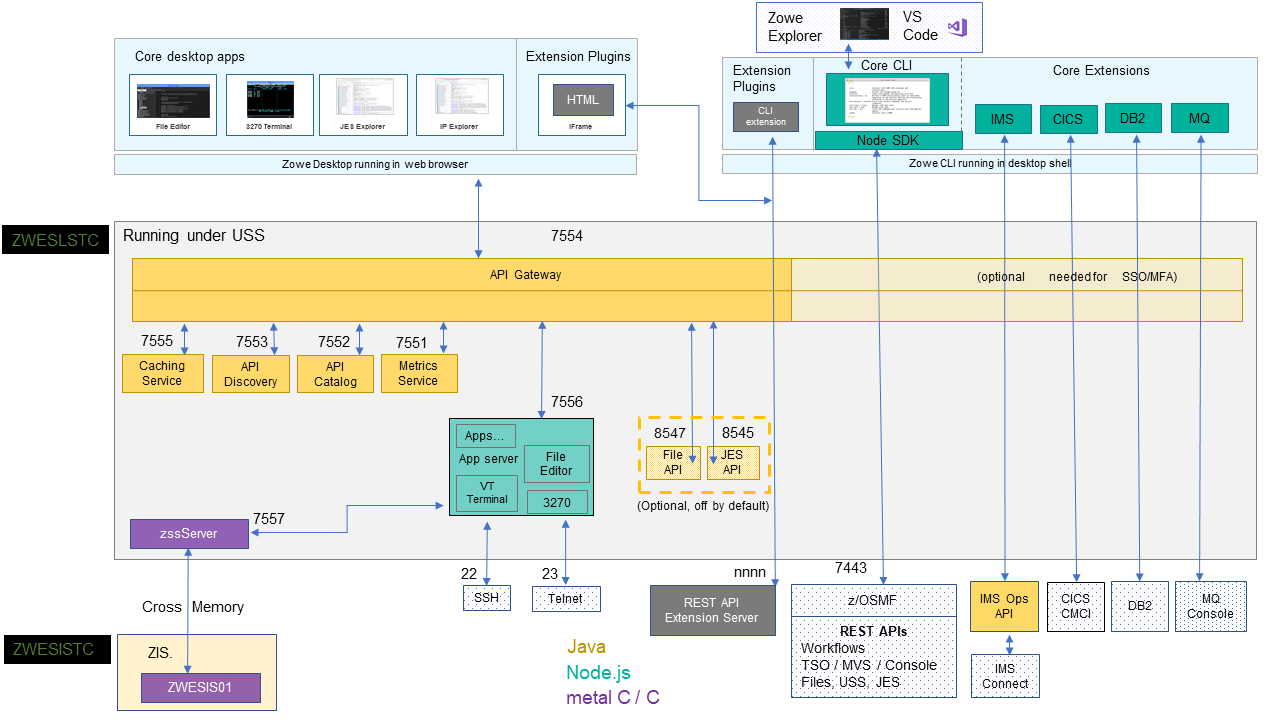 Zowe
Explorer
VS
Code
Core desktop apps
Extension Plugins
File Editor
3270 Terminal
JES Explorer
IP Explorer
HTML
iFrame
Zowe Desktop running in web browser
Extension
Plugins
CLI
extension
Core CLI
Node SDK
Core Extensions
IMS
CICS
DB2
MQ
Zowe CLI running in desktop shell
ZWESLSTC
Running under USS
7554
API Gateway
(optional needed for SSO/MFA)
7555
7553
7552
7551
Caching
Service
API
Discovery
API
Catalog
Metrics
Service
7556
Apps...
App server
File
Editor
VT
Terminal
3270
8547
8545
File
API
JES
API
(Optional, off by default)
zssServer
7557
22
SSH
23
Telnet
nnnn
REST API
Extension Server
7443
z/OSMF
REST APIs
Workflows
TSO / MVS / Console
Files, USS, JES
IMS Ops
API
CICS
CMCI
DB2
MQ
Console
IMS
Connect
Cross Memory
ZWESISTC
ZIS.
ZWESIS01
Java
Node.js
metal C / C